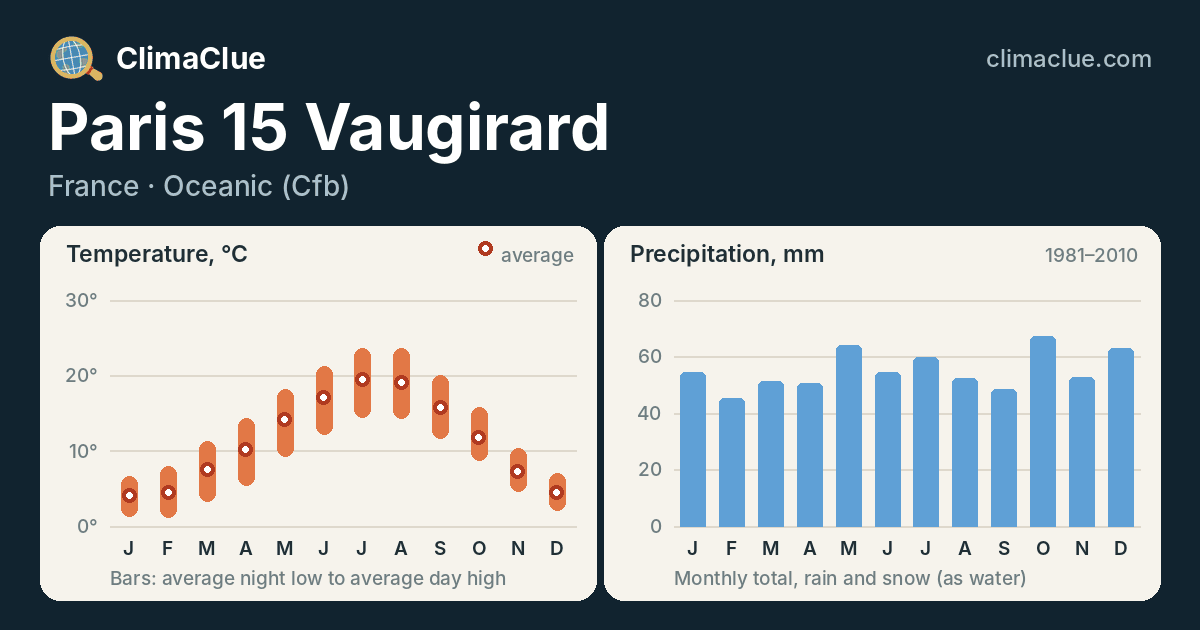 ClimaClue
climaclue.com
Paris 15 Vaugirard
France · Oceanic (Cfb)
Temperature, °C
average
30°
20°
10°
0°
J F M A M J J A S O N D
Bars: average night low to average day high
Precipitation, mm
1981–2010
80
60
40
20
0
J F M A M J J A S O N D
Monthly total, rain and snow (as water)